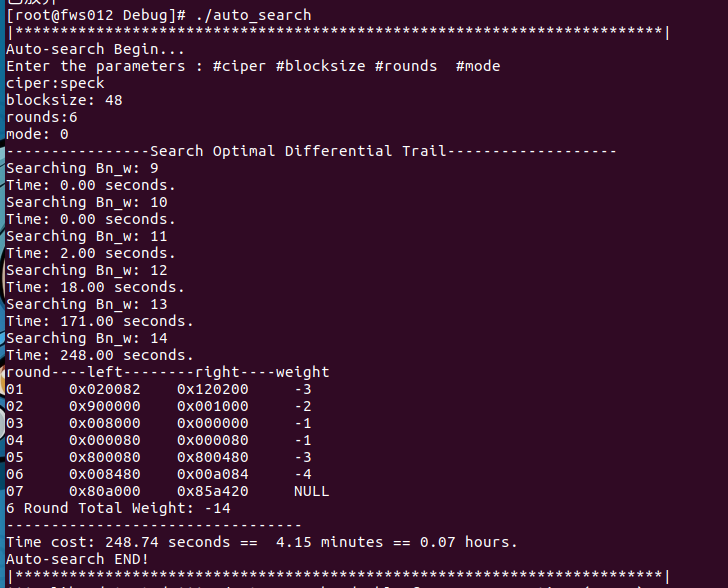 [root@fws012 Debug]# ./auto_search
|*************************************************************************|
Auto-search Begin...
Enter the parameters : #ciper #blocksize #rounds  #mode
ciper:speck
blocksize: 48
rounds:6
mode: 0
----------------Search Optimal Differential Trail-------------------
Searching Bn_w: 9
Time: 0.00 seconds.
Searching Bn_w: 10
Time: 0.00 seconds.
Searching Bn_w: 11
Time: 2.00 seconds.
Searching Bn_w: 12
Time: 18.00 seconds.
Searching Bn_w: 13
Time: 171.00 seconds.
Searching Bn_w: 14
Time: 248.00 seconds.
round----left--------right----weight
01     0x020082    0x120200     -3
02     0x900000    0x001000     -2
03     0x008000    0x000000     -1
04     0x000080    0x000080     -1
05     0x800080    0x800480     -3
06     0x008480    0x00a084     -4
07     0x80a000    0x85a420     NULL
6 Round Total Weight: -14
---------------------------------
Time cost: 248.74 seconds ==  4.15 minutes == 0.07 hours.
Auto-search END!
|*************************************************************************|